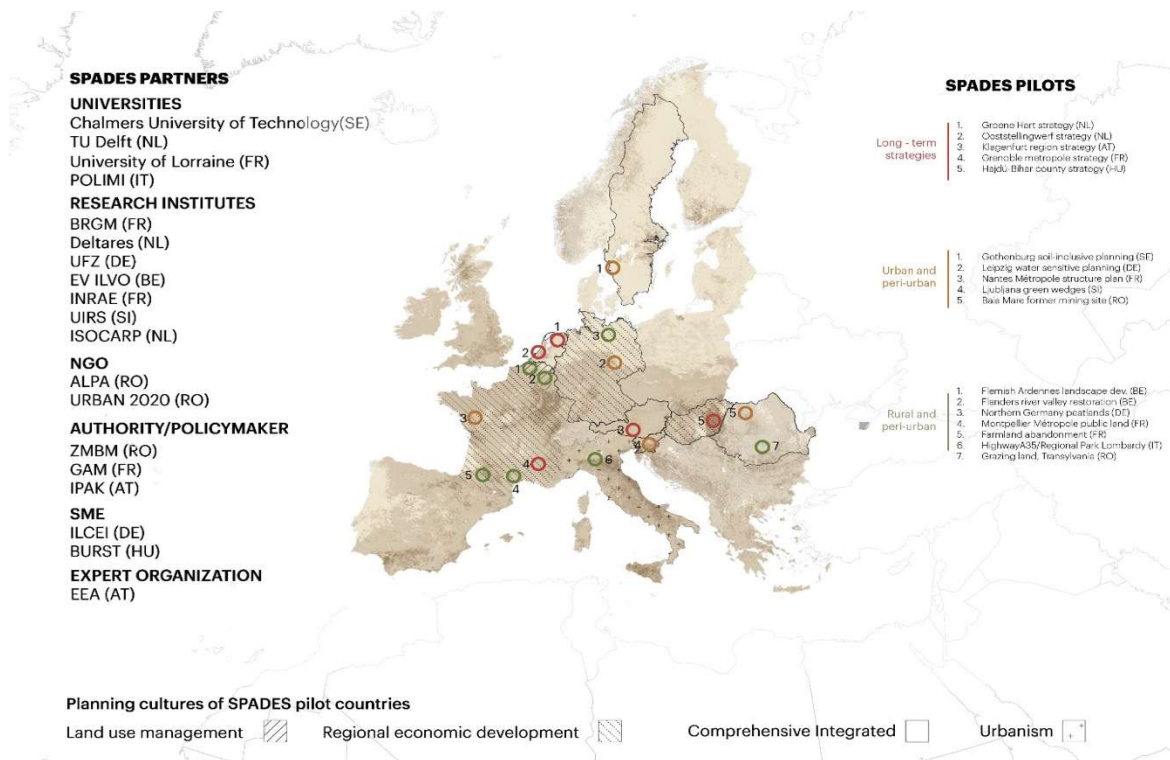 SPADES PARTNERS
UNIVERSITIES
Chalmers University of Technology(SE)
TU Delft (NL)
University of Lorraine (FR)
POLIMI (IT)
RESEARCH INSTITUTES
BRGM (FR)
Deltares (NL)
UFZ (DE)
EV ILVO (BE)
INRAE (FR)
UIRS (SI)
ISOCARP (NL)
NGO
ALPA (RO)
URBAN 2020 (RO)
AUTHORITY/POLICYMAKER
ZMBM (RO)
GAM (FR)
IPAK (AT)
SME
ILCEI (DE)
BURST (HU)
EXPERT ORGANIZATION
EEA (AT)
1
1
3
2
1
2
2
3
3
5
5
4
4
6
7
5
4
SPADES PILOTS
Long - term
strategies
1. Groene Hart strategy (NL)
2. Ooststellingwerf strategy (NL)
3. Klagenfurt region strategy (AT)
4. Grenoble metropole strategy (FR)
5. Hajdú-Bihar county strategy (HU)
Urban and
peri-urban
1. Gothenburg soil-inclusive planning (SE)
2. Leipzig water sensitive planning (DE)
3. Nantes Métropole structure plan (FR)
4. Ljubljana green wedges (SI)
5. Baia Mare former mining site (RO)
Rural and
peri-urban
1. Flemish Ardennes landscape dev. (BE)
2. Flanders river valley restoration (BE)
3. Northern Germany peatlands (DE)
4. Montpellier Métropole public land (FR)
5. Farmland abandonment (FR)
6. HighwayA35/Regional Park Lombardy (IT)
7. Grazing land, Transylvania (RO)
Planning cultures of SPADES pilot countries
Land use management
Regional economic development
Comprehensive Integrated
Urbanism